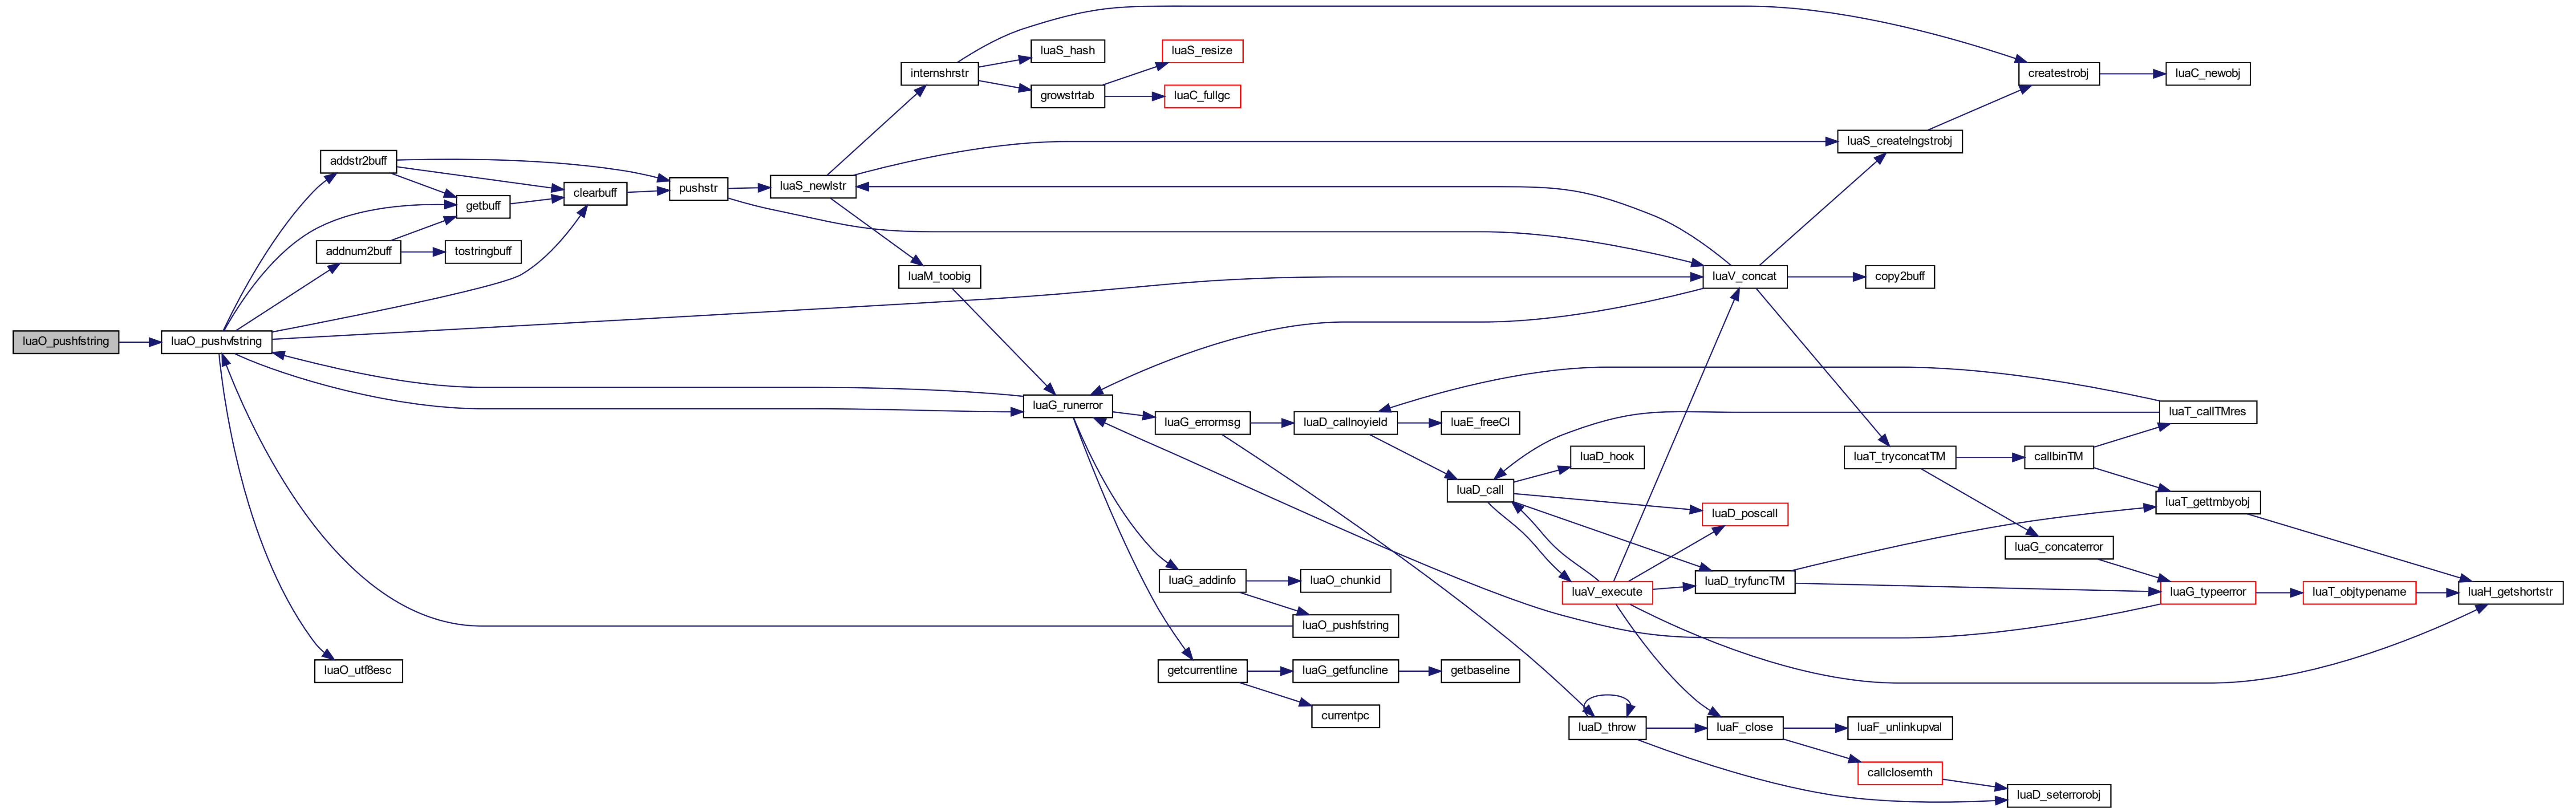 luaO_pushfstring
luaO_pushvfstring
addstr2buff
getbuff
addnum2buff
tostringbuff
clearbuff
pushstr
luaS_newlstr
internshrstr
luaS_hash
growstrtab
luaS_resize
luaC_fullgc
createstrobj
luaC_newobj
luaS_createlngstrobj
luaM_toobig
luaV_concat
copy2buff
luaG_runerror
luaG_errormsg
luaD_callnoyield
luaE_freeCI
luaT_callTMres
luaD_hook
luaD_call
luaD_poscall
luaT_tryconcatTM
callbinTM
luaT_gettmbyobj
luaG_concaterror
luaG_addinfo
luaO_chunkid
luaO_pushfstring
luaV_execute
luaD_tryfuncTM
luaG_typeerror
luaT_objtypename
luaH_getshortstr
luaO_utf8esc
getcurrentline
luaG_getfuncline
getbaseline
currentpc
luaD_throw
luaF_close
luaF_unlinkupval
callclosemth
luaD_seterrorobj